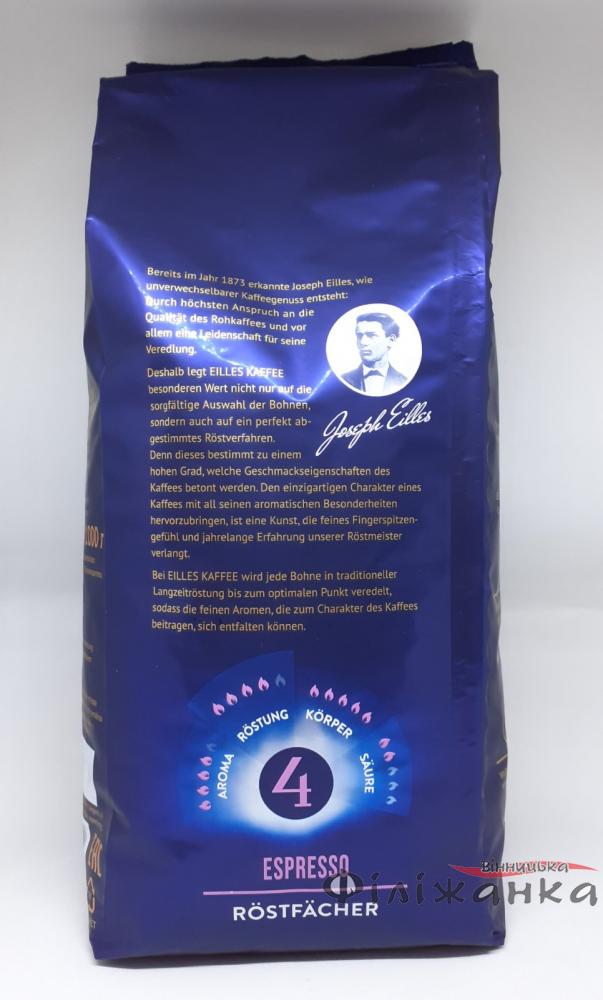 Bereits im Jahr 1873 erkannte Joseph Eilles, wie
unverwechselbarer Kaffeegenuss entsteht:
Durch höchsten Anspruch an die
Qualität des Rohkaffees und vor
allem eine Leidenschaft für seine
Veredlung.
Deshalb legt EILLES KAFFEE
besonderen Wert nicht nur auf die
sorgfältige Auswahl der Bohnen,
sondern auch auf ein perfekt ab-
gestimmtes Röstverfahren.
Denn dieses bestimmt zu einem
hohen Grad, welche Geschmackseigenschaften des
Kaffees betont werden. Den einzigartigen Charakter eines
Kaffees mit all seinen aromatischen Besonderheiten
hervorzubringen, ist eine Kunst, die feines Fingerspitzen-
gefühl und jahrelange Erfahrung unserer Röstmeister
verlangt.
Bei EILLES KAFFEE wird jede Bohne in traditioneller
Langzeitröstung bis zum optimalen Punkt veredelt,
sodass die feinen Aromen, die zum Charakter des Kaffees
beitragen, sich entfalten können.
Joseph Eilles
AROMA
RÖSTUNG
KÖRPER
SÄURE
4
ESPRESSO
RÖSTFÄCHER
Вінницька
Філіжанка